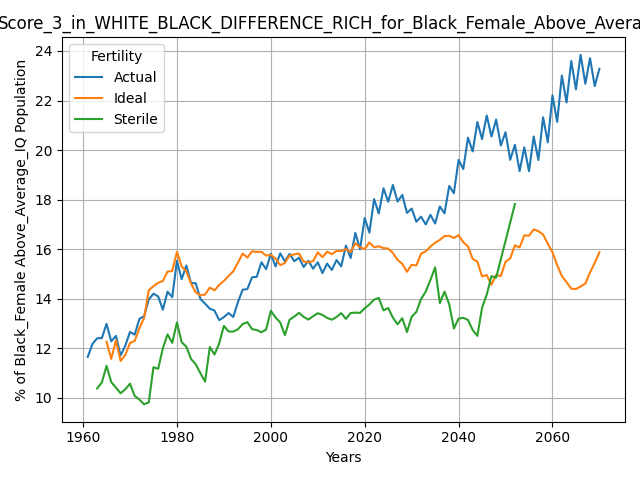 Score_3_in_WHITE_BLACK_DIFFERENCE_RICH_for_Black_Female_Above_Avera
% of Black_Female Above_Average_IQ Population
Fertility
Actual
Ideal
Sterile
24
22
20
18
16
14
12
10
1960 1980 2000 2020 2040 2060
Years